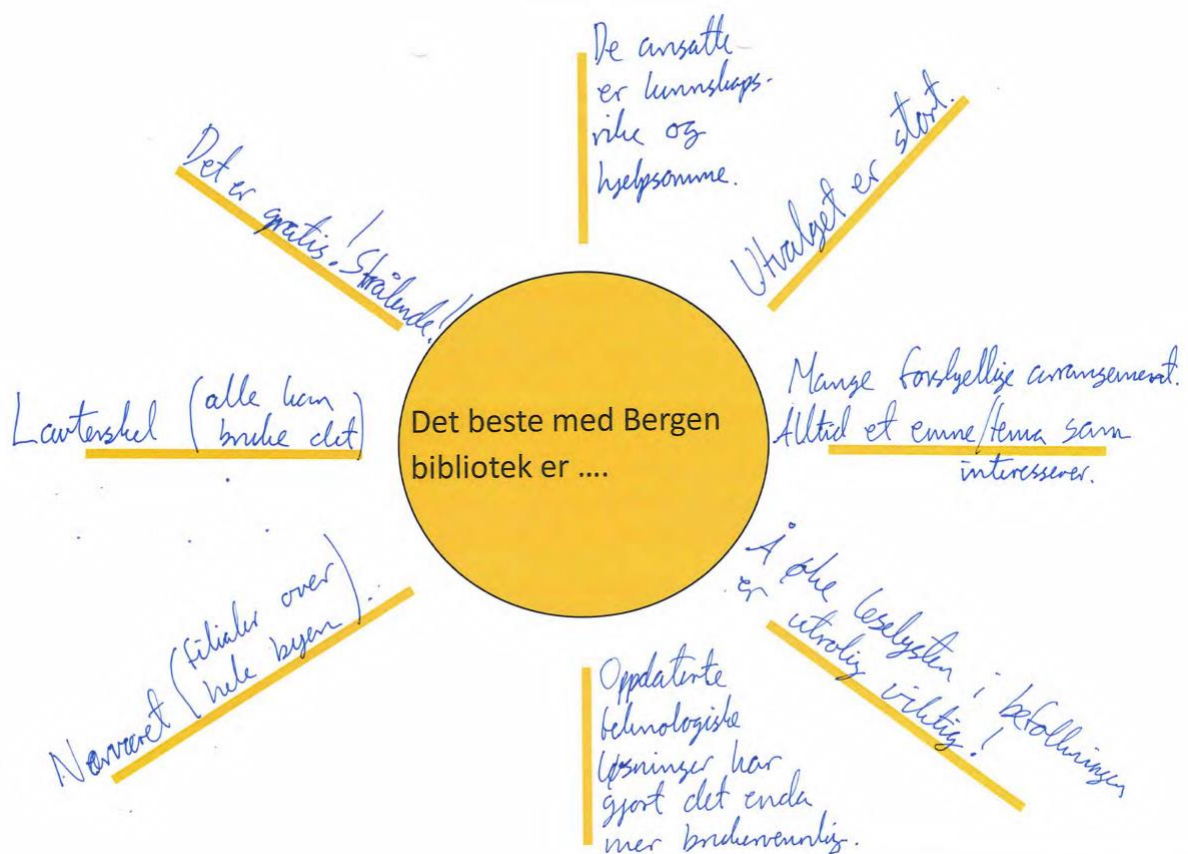 De ansatte
er kunnskaps-
rike og
hjelpsomme.
Utvalget er stort.
Mange forskjellige arrangement.
Alltid et emne/tema som
interesserer.
Å øke leselysten i befolkningen
er utrolig viktig!
Oppdaterte
teknologiske
løsninger har
gjort det enda
mer brukervennlig.
Nærværet (filialer over
hele byen).
Lavterskel (alle kan
bruke det)
Det er
gratis! Strålende!
Det beste med Bergen
bibliotek er ....